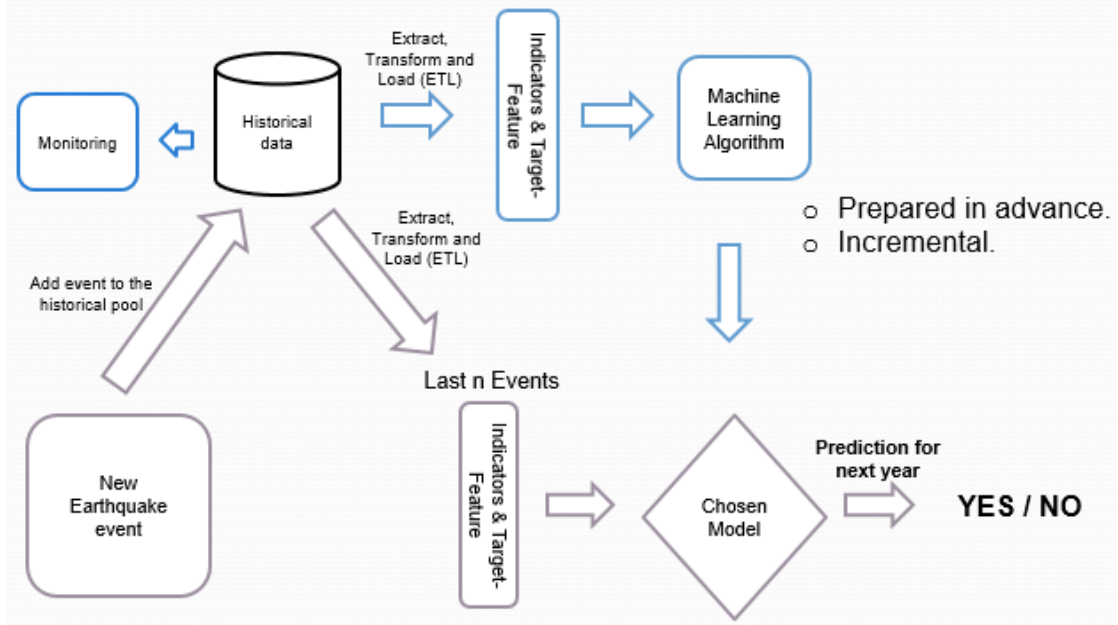 Extract,
Transform and
Load (ETL)
Indicators & Target-
Feature
Machine
Learning
Algorithm
Historical
data
Monitoring
o Prepared in advance.
o Incremental.
Extract,
Transform and
Load (ETL)
Add event to the
historical pool
Last n Events
Indicators & Target-
Feature
New
Earthquake
event
Chosen
Model
Prediction for
next year
YES / NO